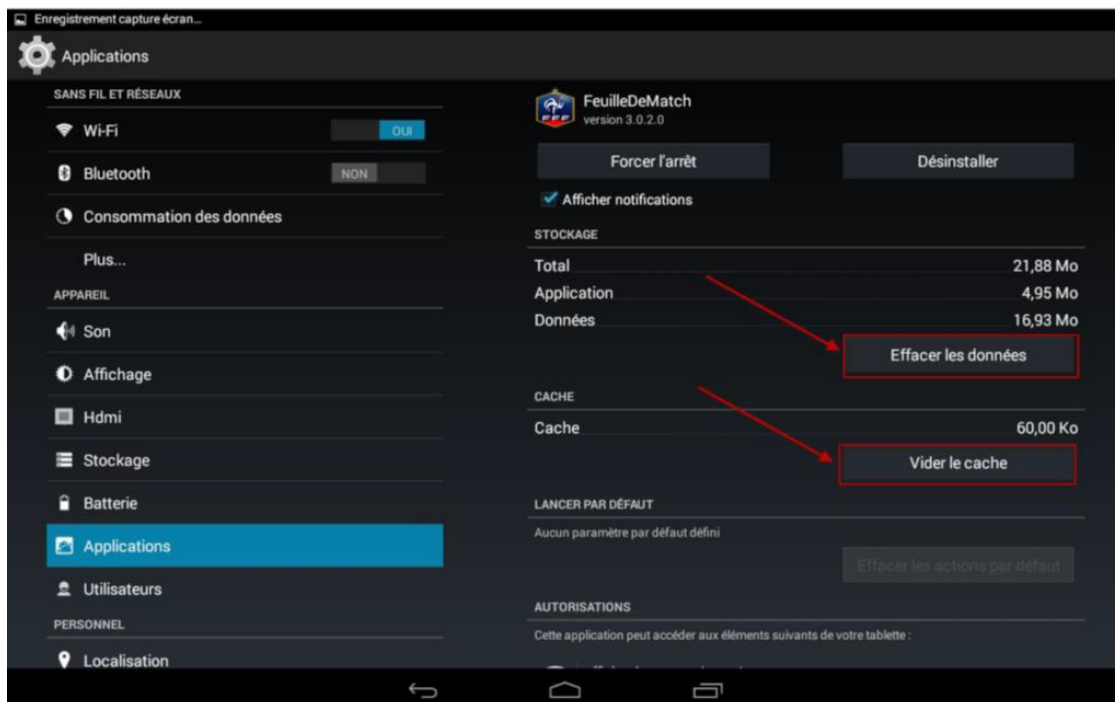 Enregistrement capture écran...
Applications
SANS FIL ET RÉSEAUX
Wi-Fi
OUI
Bluetooth
NON
Consommation des données
Plus...
APPAREIL
Son
Affichage
Hdmi
Stockage
Batterie
Applications
Utilisateurs
PERSONNEL
Localisation
FeuilleDeMatch
version 3.0.2.0
Forcer l'arrêt
Désinstaller
Afficher notifications
STOCKAGE
Total 21,88 Mo
Application 4,95 Mo
Données 16,93 Mo
Effacer les données
CACHE
Cache 60,00 Ko
Vider le cache
LANCER PAR DÉFAUT
Aucun paramètre par défaut défini
Effacer les actions par défaut
AUTORISATIONS
Cette application peut accéder aux éléments suivants de votre tablette :